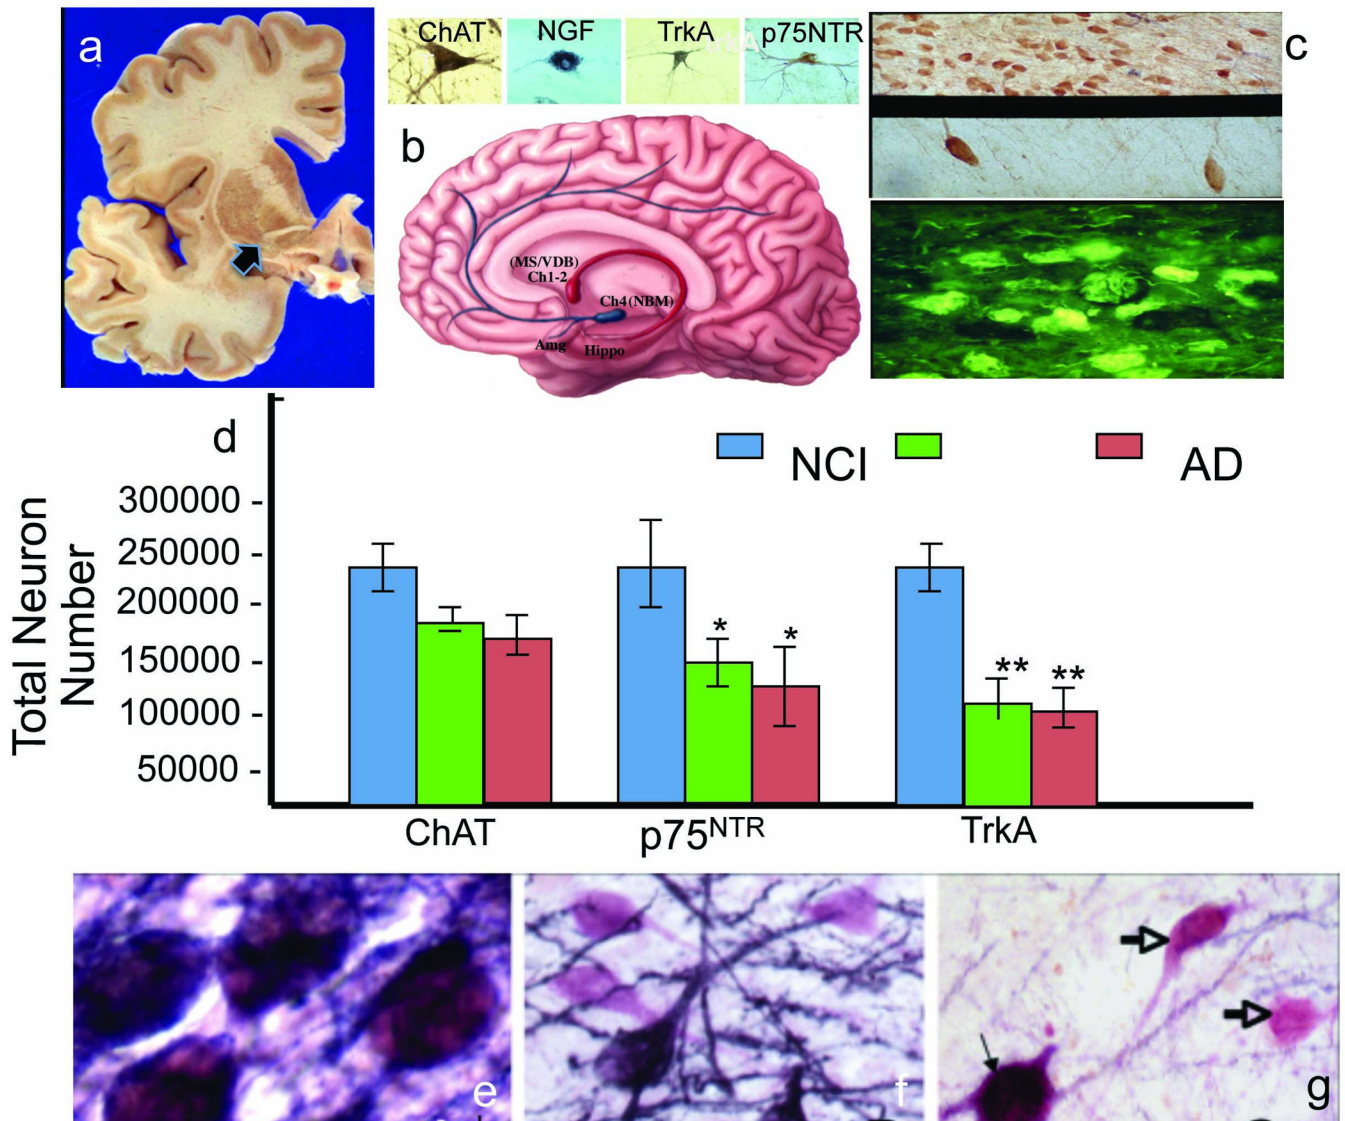 a
ChAT
NGF
TrkA
p75NTR
c
b
(MS/VDB)
Ch1-2
Ch4 (NBM)
Amg
Hippo
d
NCI
AD
Total Neuron
Number
300000
250000
200000
150000
100000
50000
*
*
**
**
ChAT
p75NTR
TrkA
e
f
g